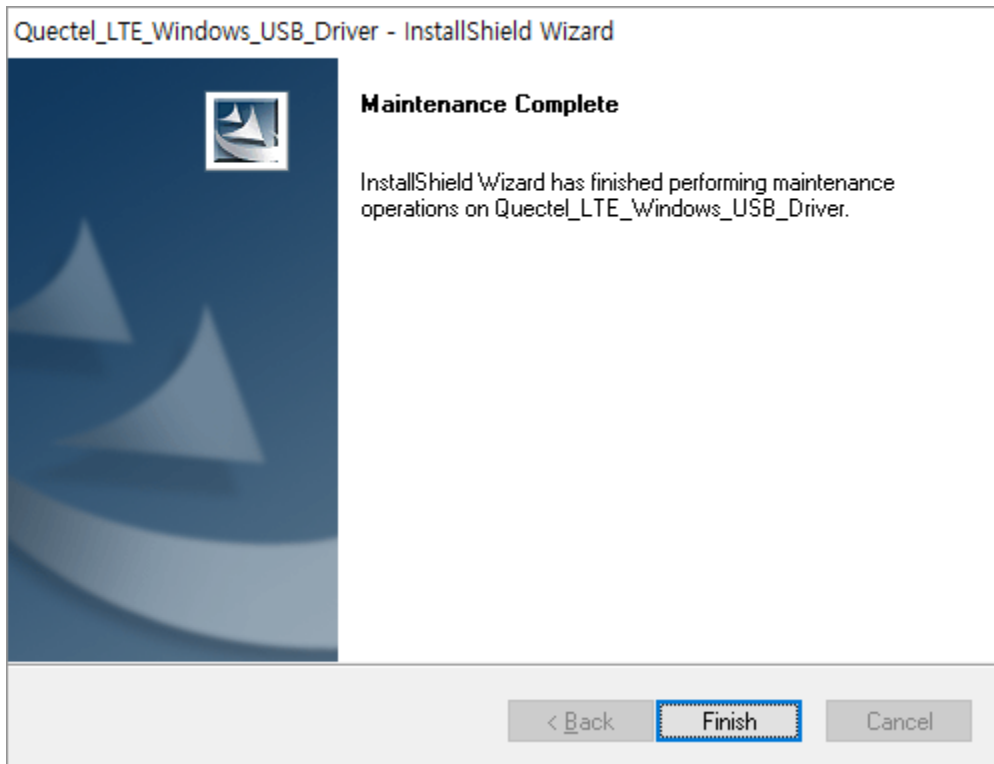 Quectel_LTE_Windows_USB_Driver - InstallShield Wizard
Maintenance Complete
InstallShield Wizard has finished performing maintenance
operations on Quectel_LTE_Windows_USB_Driver.
< Back
Finish
Cancel